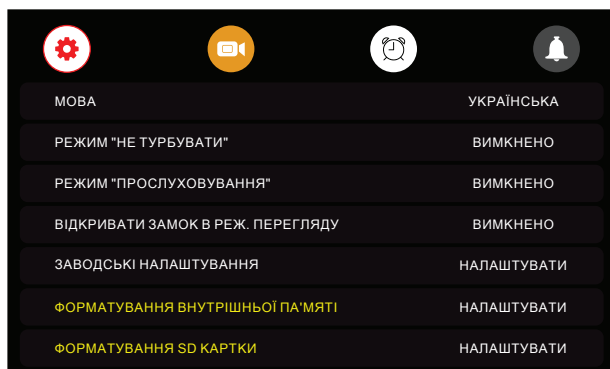 МОВА УКРАЇНСЬКА
РЕЖИМ "НЕ ТУРБУВАТИ" ВИМКНЕНО
РЕЖИМ "ПРОСЛУХОВУВАННЯ" ВИМКНЕНО
ВІДКРИВАТИ ЗАМОК В РЕЖ. ПЕРЕГЛЯДУ ВИМКНЕНО
ЗАВОДСЬКІ НАЛАШТУВАННЯ НАЛАШТУВАТИ
ФОРМАТУВАННЯ ВНУТРІШНЬОЇ ПА'МЯТІ НАЛАШТУВАТИ
ФОРМАТУВАННЯ SD КАРТКИ НАЛАШТУВАТИ